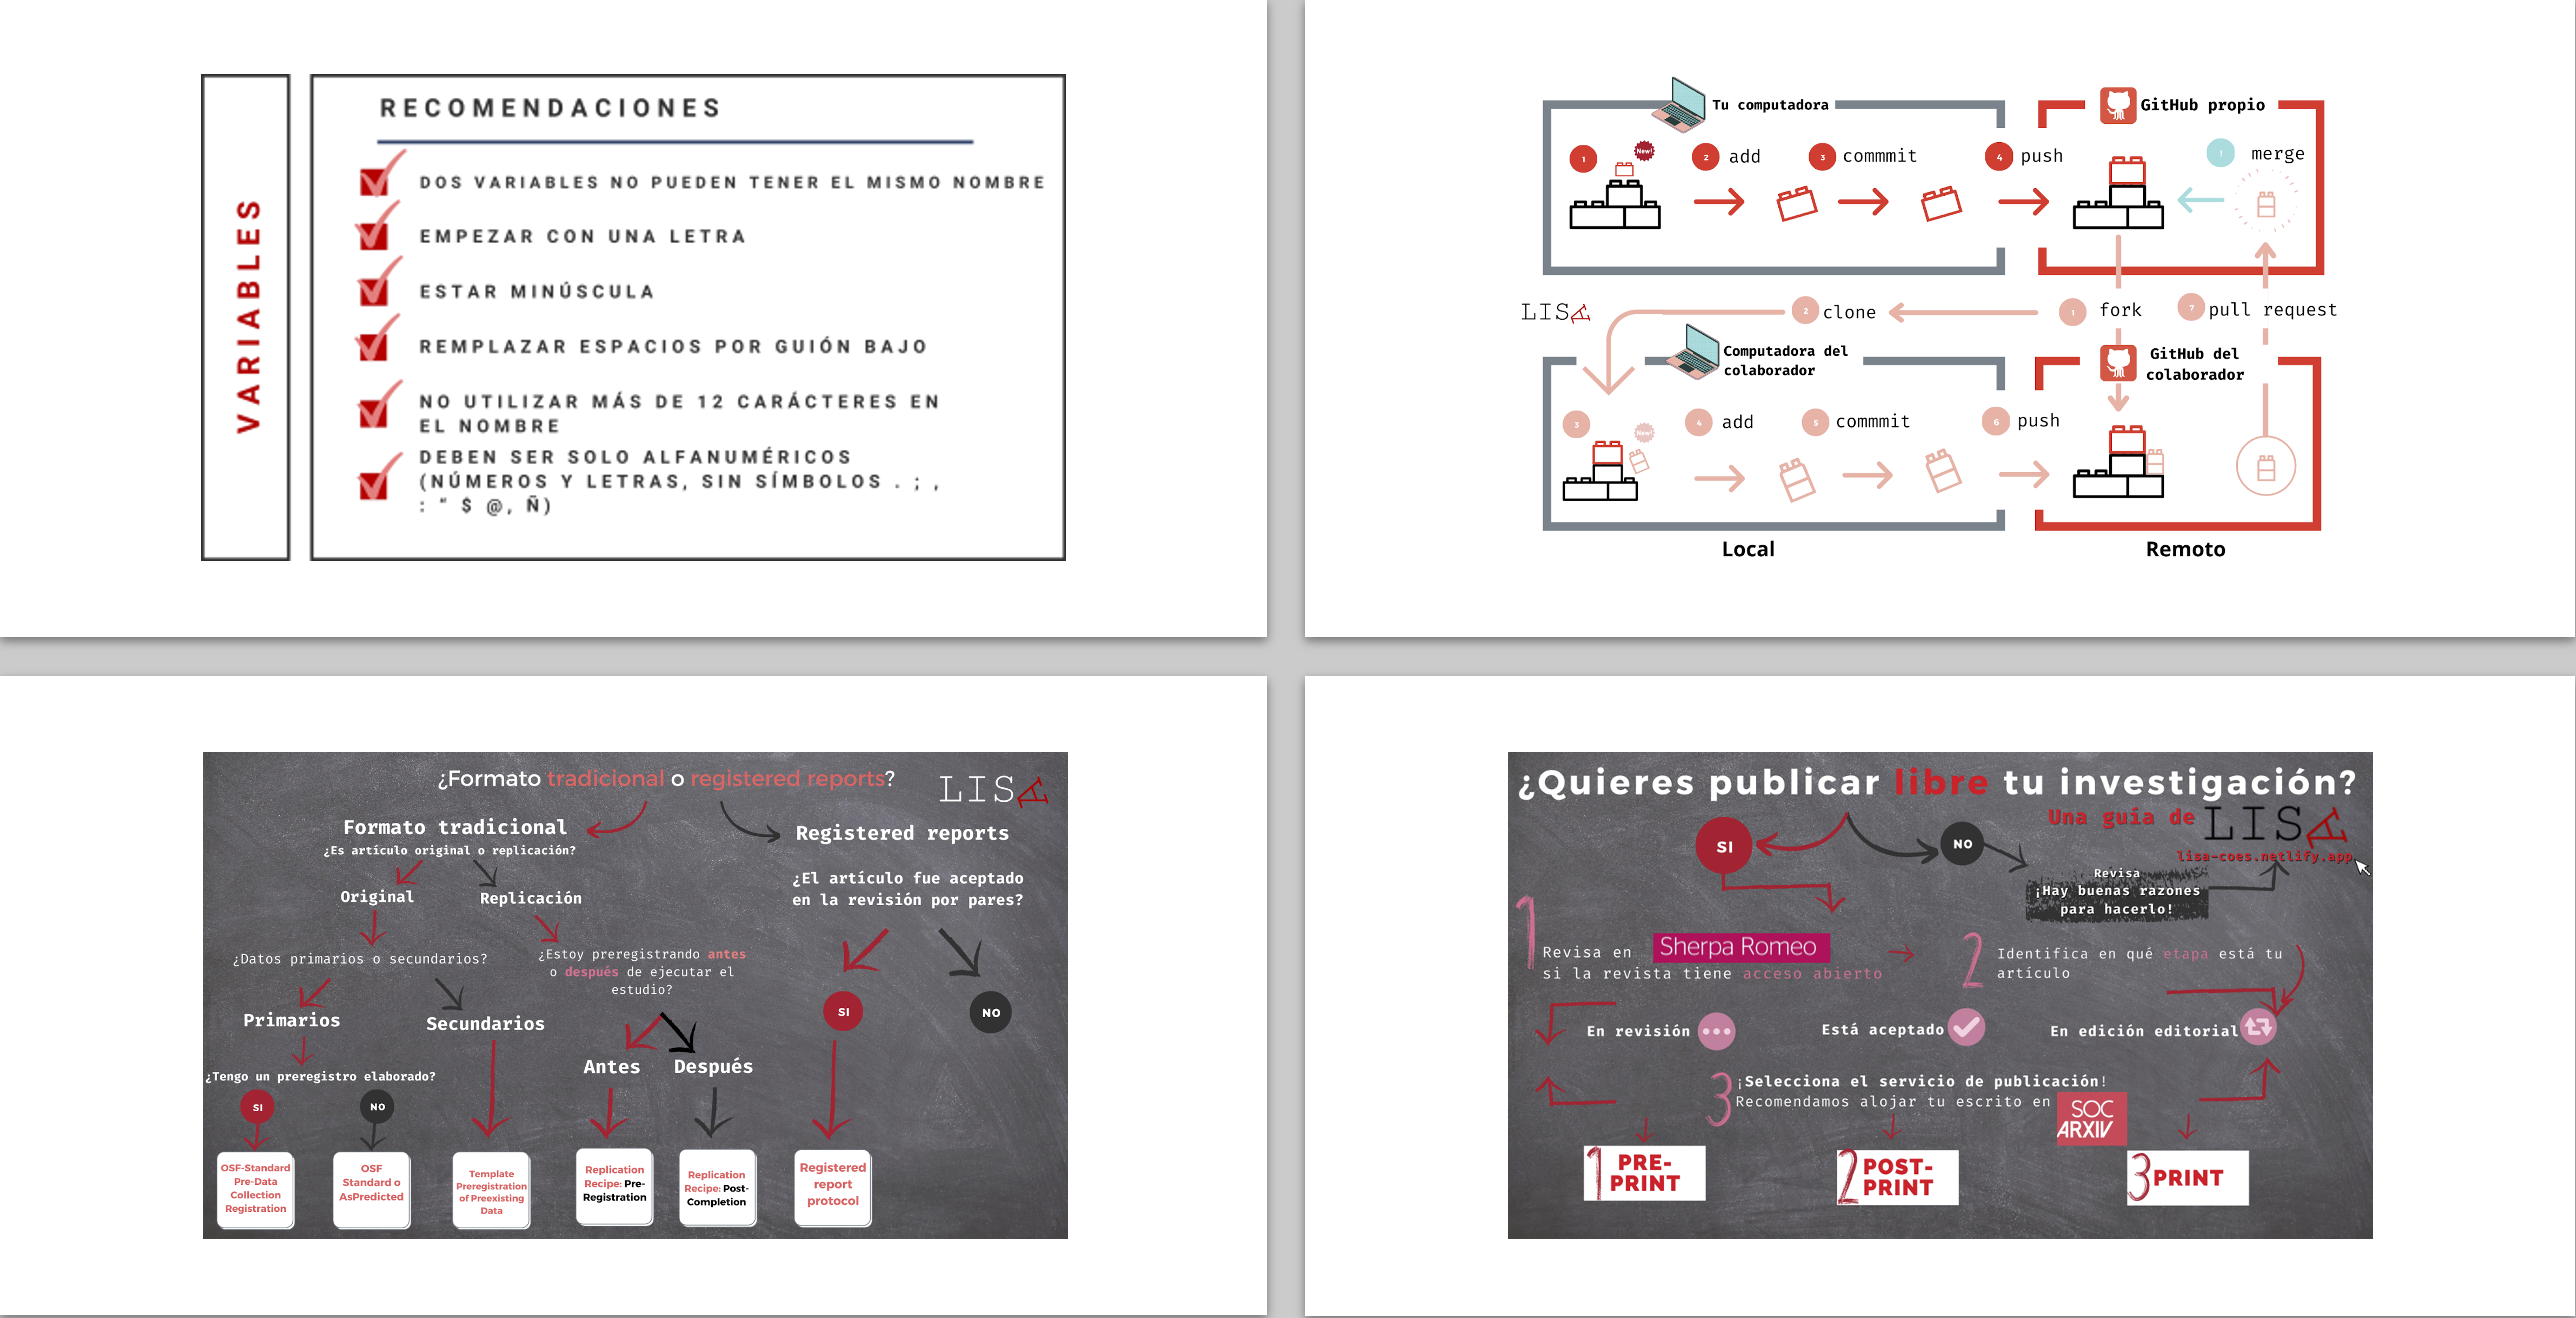 VARIABLES
RECOMENDACIONES
DOS VARIABLES NO PUEDEN TENER EL MISMO NOMBRE
EMPEZAR CON UNA LETRA
ESTAR MINÚSCULA
REMPLAZAR ESPACIOS POR GUIÓN BAJO
NO UTILIZAR MÁS DE 12 CARÁCTERES EN
EL NOMBRE
DEBEN SER SOLO ALFANUMÉRICOS
(NÚMEROS Y LETRAS, SIN SÍMBOLOS . ; ,
: " $ @, Ñ)
Tu computadora
GitHub propio
1
New!
2 add
3 commmit
4 push
1 merge
LISA
2 clone
1 fork
7 pull request
Computadora del
colaborador
GitHub del
colaborador
3
New!
4 add
5 commmit
6 push
Local
Remoto
¿Formato tradicional o registered reports?
LISA
Formato tradicional
¿Es artículo original o replicación?
Registered reports
Original
Replicación
¿El artículo fue aceptado
en la revisión por pares?
¿Datos primarios o secundarios?
¿Estoy preregistrando antes
o después de ejecutar el
estudio?
Primarios
Secundarios
SI
NO
Antes
Después
¿Tengo un preregistro elaborado?
SI
NO
OSF-Standard
Pre-Data
Collection
Registration
OSF
Standard o
AsPredicted
Template
Preregistration
of Preexisting
Data
Replication
Recipe: Pre-
Registration
Replication
Recipe: Post-
Completion
Registered
report
protocol
¿Quieres publicar libre tu investigación?
Una guia de LISA
lisa-coes.netlify.app
SI
NO
Revisa
¡Hay buenas razones
para hacerlo!
1
Revisa en Sherpa Romeo
si la revista tiene acceso abierto
2
Identifica en qué etapa está tu
artículo
En revisión
Está aceptado
En edición editorial
3
¡Selecciona el servicio de publicación!
Recomendamos alojar tu escrito en
SOC
ARXIV
1 PRE-
PRINT
2 POST-
PRINT
3 PRINT